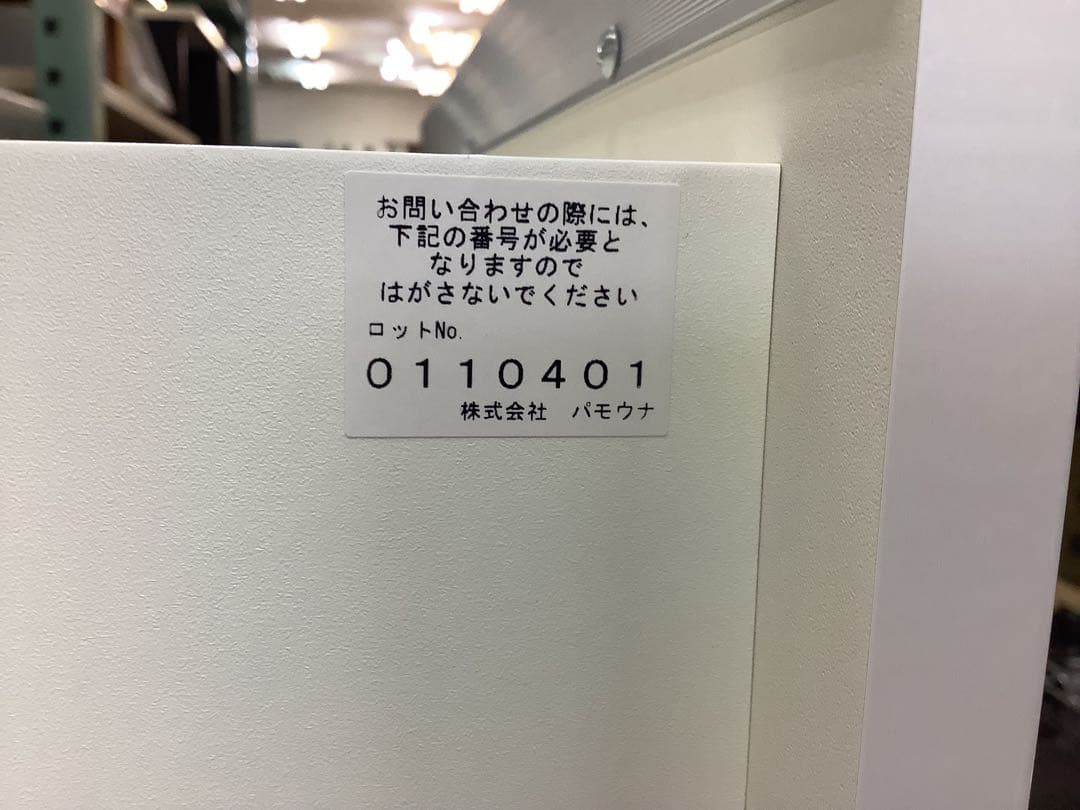 お問い合わせの際には、
下記の番号が必要と
なりますので
はがさないでください
ロットNo.
0110401
株式会社　パモウナ